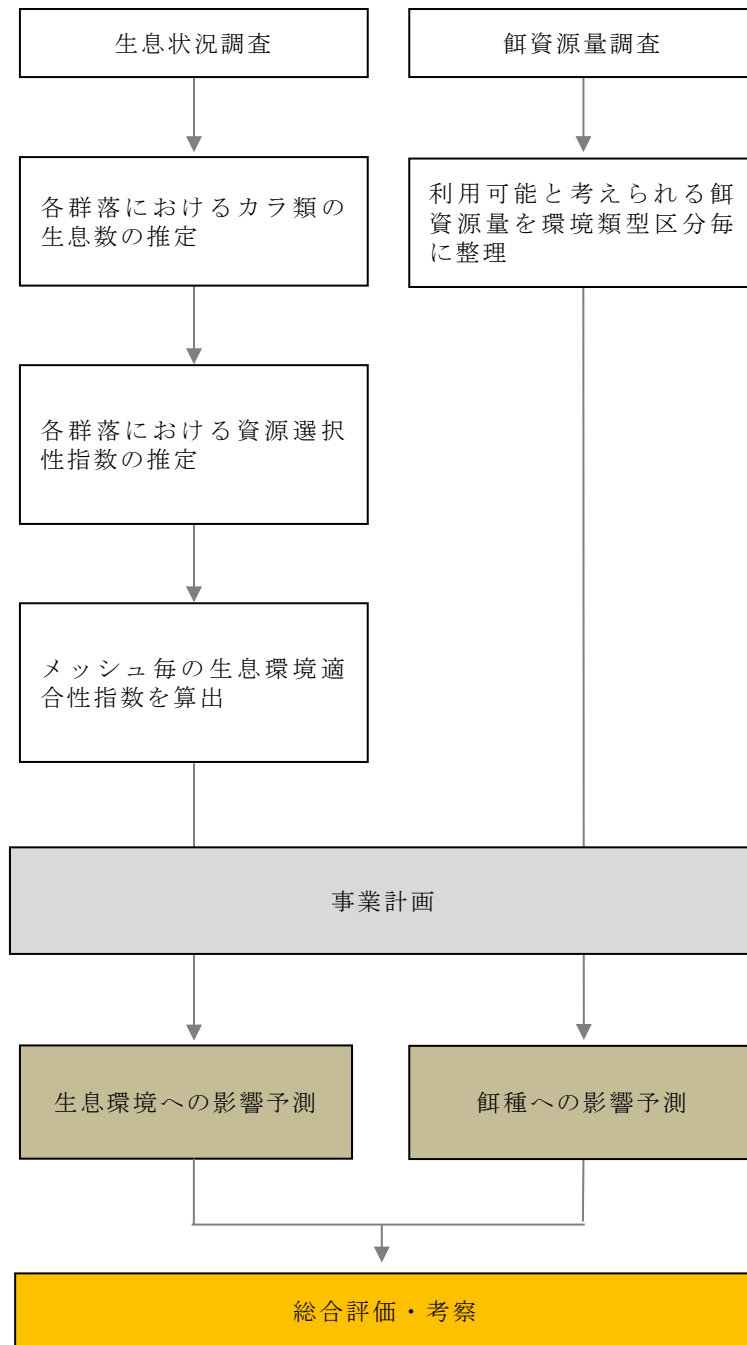 生息状況調査
餌資源量調査
各群落におけるカラ類の
生息数の推定
利用可能と考えられる餌
資源量を環境類型区分毎
に整理
各群落における資源選択
性指数の推定
メッシュ毎の生息環境適
合性指数を算出
事業計画
生息環境への影響予測
餌種への影響予測
総合評価・考察